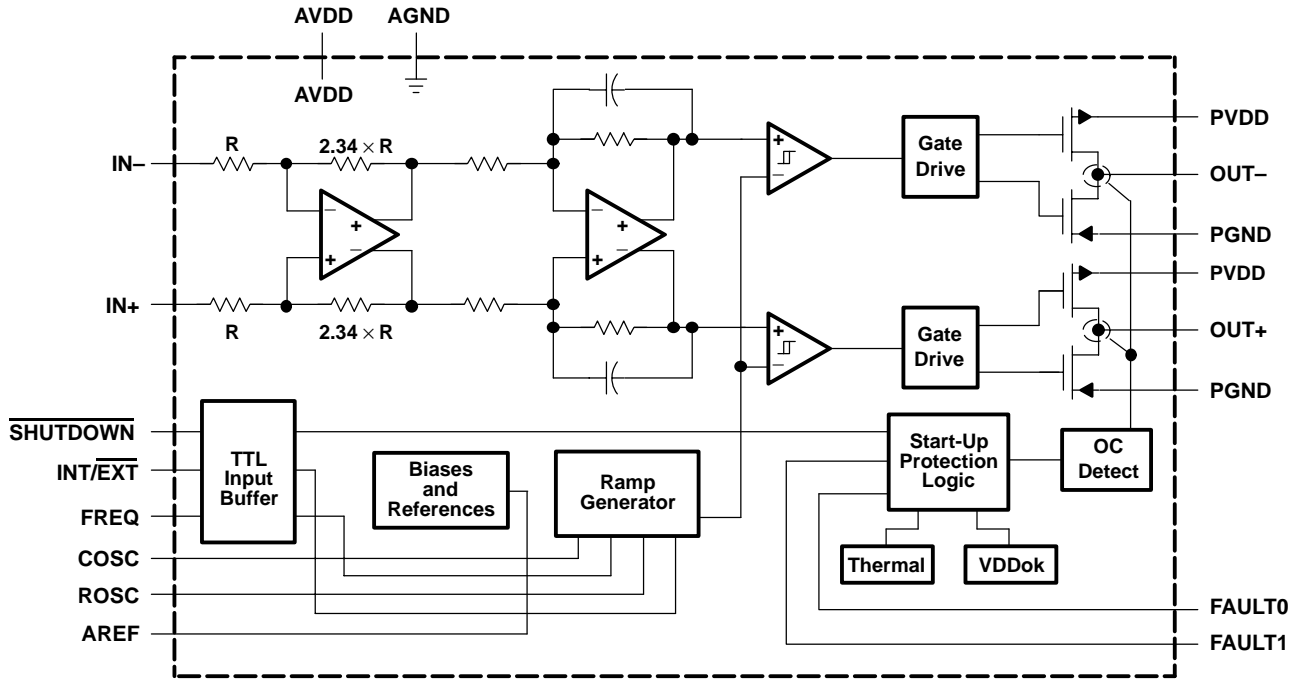 AVDD AGND
AVDD
R
2.34 × R
IN–
– + – +
– + – +
+ –
Gate
Drive
PVDD
OUT–
PGND
IN+
R
2.34 × R
+ –
Gate
Drive
PVDD
OUT+
PGND
SHUTDOWN
INT/EXT
FREQ
COSC
ROSC
AREF
TTL
Input
Buffer
Biases
and
References
Ramp
Generator
Start-Up
Protection
Logic
OC
Detect
Thermal
VDDok
FAULT0
FAULT1